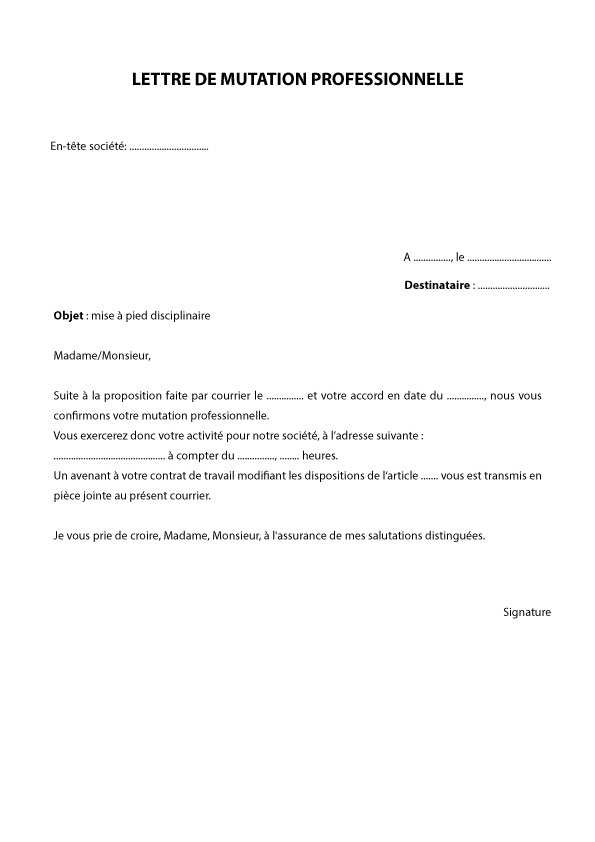 LETTRE DE MUTATION PROFESSIONNELLE
En-tête société: ................................
A ..............., le ..................................
Destinataire : .............................
Objet : mise à pied disciplinaire
Madame/Monsieur,
Suite à la proposition faite par courrier le ............... et votre accord en date du ..............., nous vous
confirmons votre mutation professionnelle.
Vous exercerez donc votre activité pour notre société, à l'adresse suivante :
............................................. à compter du ..............., ........ heures.
Un avenant à votre contrat de travail modifiant les dispositions de l'article ....... vous est transmis en
pièce jointe au présent courrier.
Je vous prie de croire, Madame, Monsieur, à l'assurance de mes salutations distinguées.
Signature